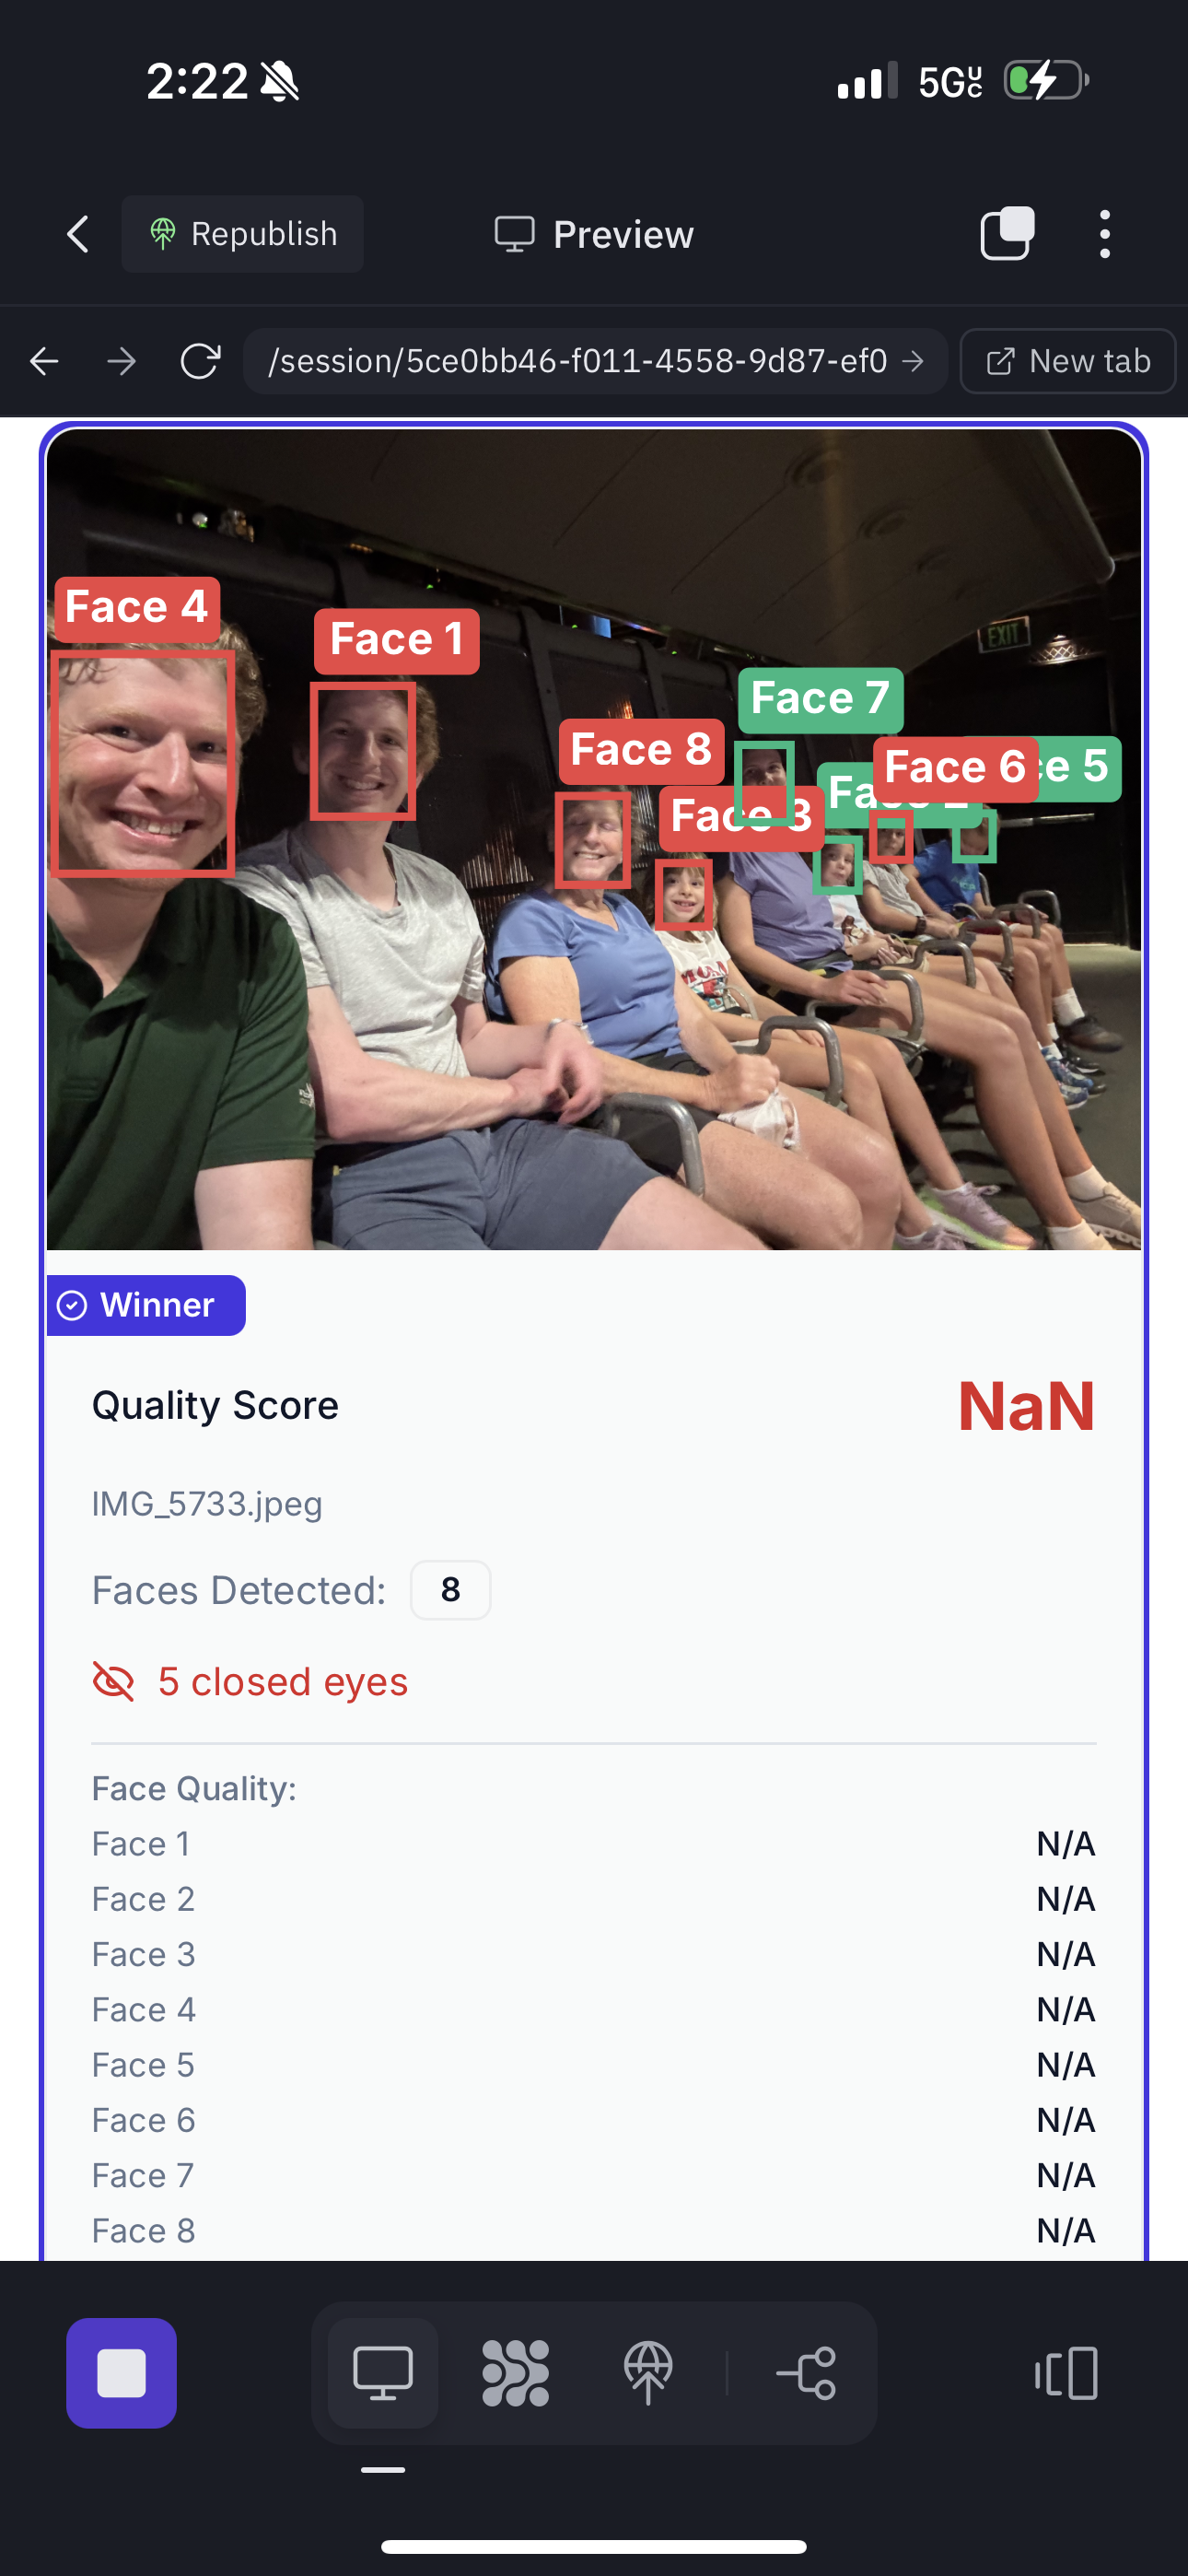 2:22
5G UC
Republish
Preview
/session/5ce0bb46-f011-4558-9d87-ef0
New tab
EXIT
Face 4
Face 1
Face 7
Face 8
Face 6
ce 5
Face 3
Fa
Winner
Quality Score
NaN
IMG_5733.jpeg
Faces Detected:
8
5 closed eyes
Face Quality:
Face 1 N/A
Face 2 N/A
Face 3 N/A
Face 4 N/A
Face 5 N/A
Face 6 N/A
Face 7 N/A
Face 8 N/A